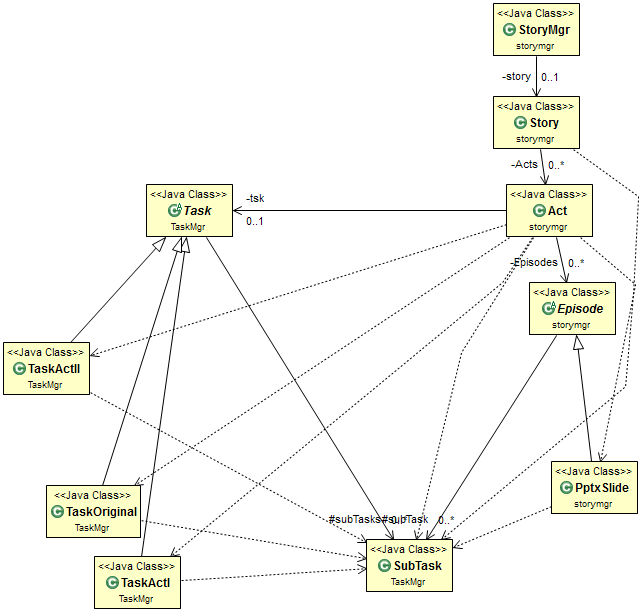 <<Java Class>>
StoryMgr
storymgr
-story 0..1
<<Java Class>>
Story
storymgr
-Acts 0..*
<<Java Class>>
Task
TaskMgr
-tsk
0..1
<<Java Class>>
Act
storymgr
-Episodes 0..*
<<Java Class>>
Episode
storymgr
<<Java Class>>
TaskActII
TaskMgr
<<Java Class>>
PptxSlide
storymgr
<<Java Class>>
TaskOriginal
TaskMgr
#subTasks #subTask 0..*
<<Java Class>>
SubTask
TaskMgr
<<Java Class>>
TaskActI
TaskMgr